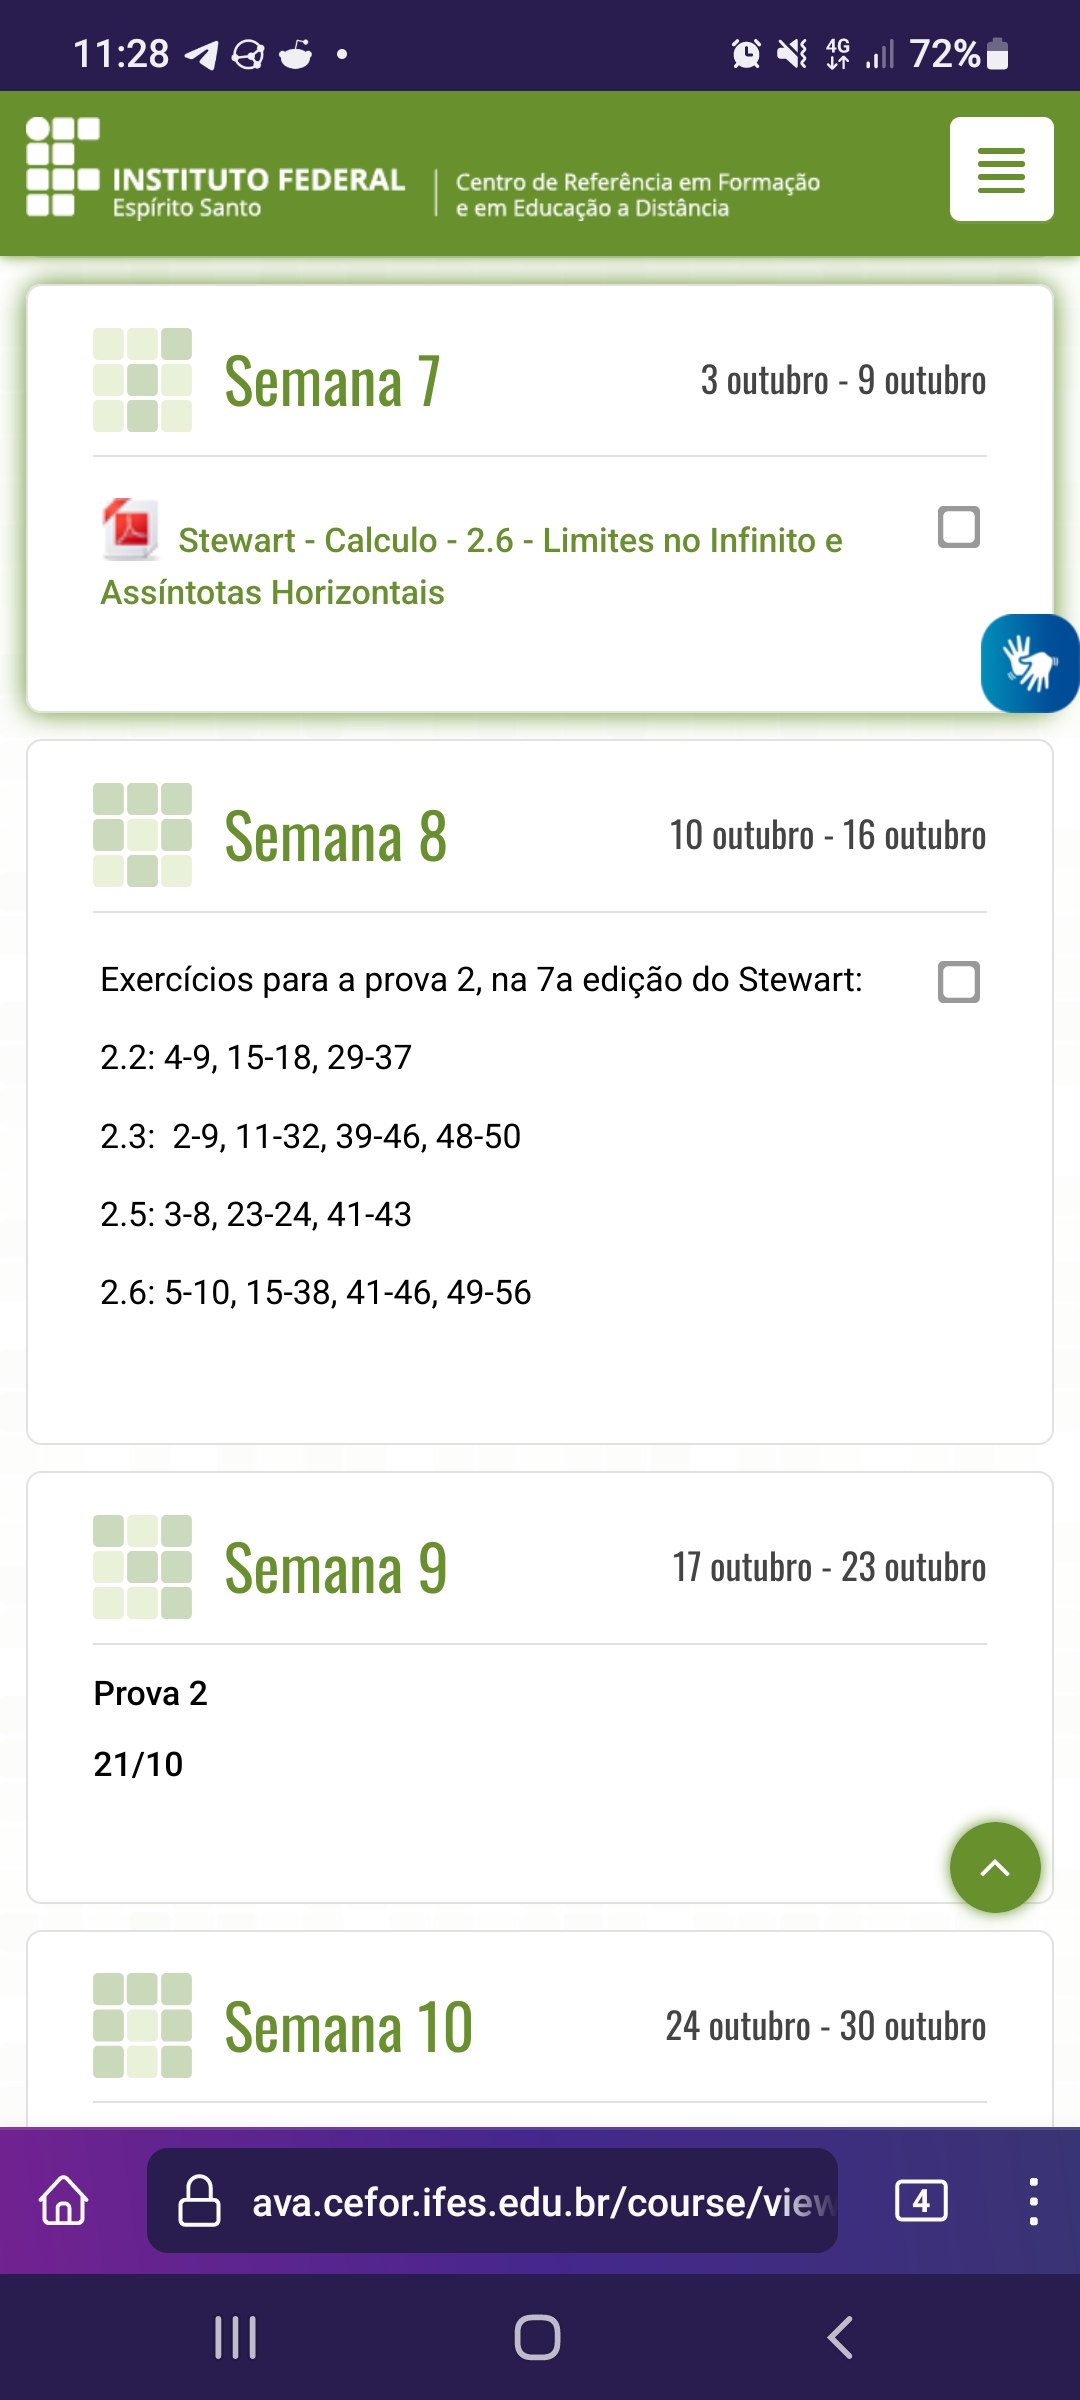 11:28
4G
72%
INSTITUTO FEDERAL
Espírito Santo
Centro de Referência em Formação
e em Educação a Distância
Semana 7
3 outubro - 9 outubro
Stewart - Calculo - 2.6 - Limites no Infinito e
Assíntotas Horizontais
Semana 8
10 outubro - 16 outubro
Exercícios para a prova 2, na 7a edição do Stewart:
2.2: 4-9, 15-18, 29-37
2.3:  2-9, 11-32, 39-46, 48-50
2.5: 3-8, 23-24, 41-43
2.6: 5-10, 15-38, 41-46, 49-56
Semana 9
17 outubro - 23 outubro
Prova 2
21/10
Semana 10
24 outubro - 30 outubro
ava.cefor.ifes.edu.br/course/view
4